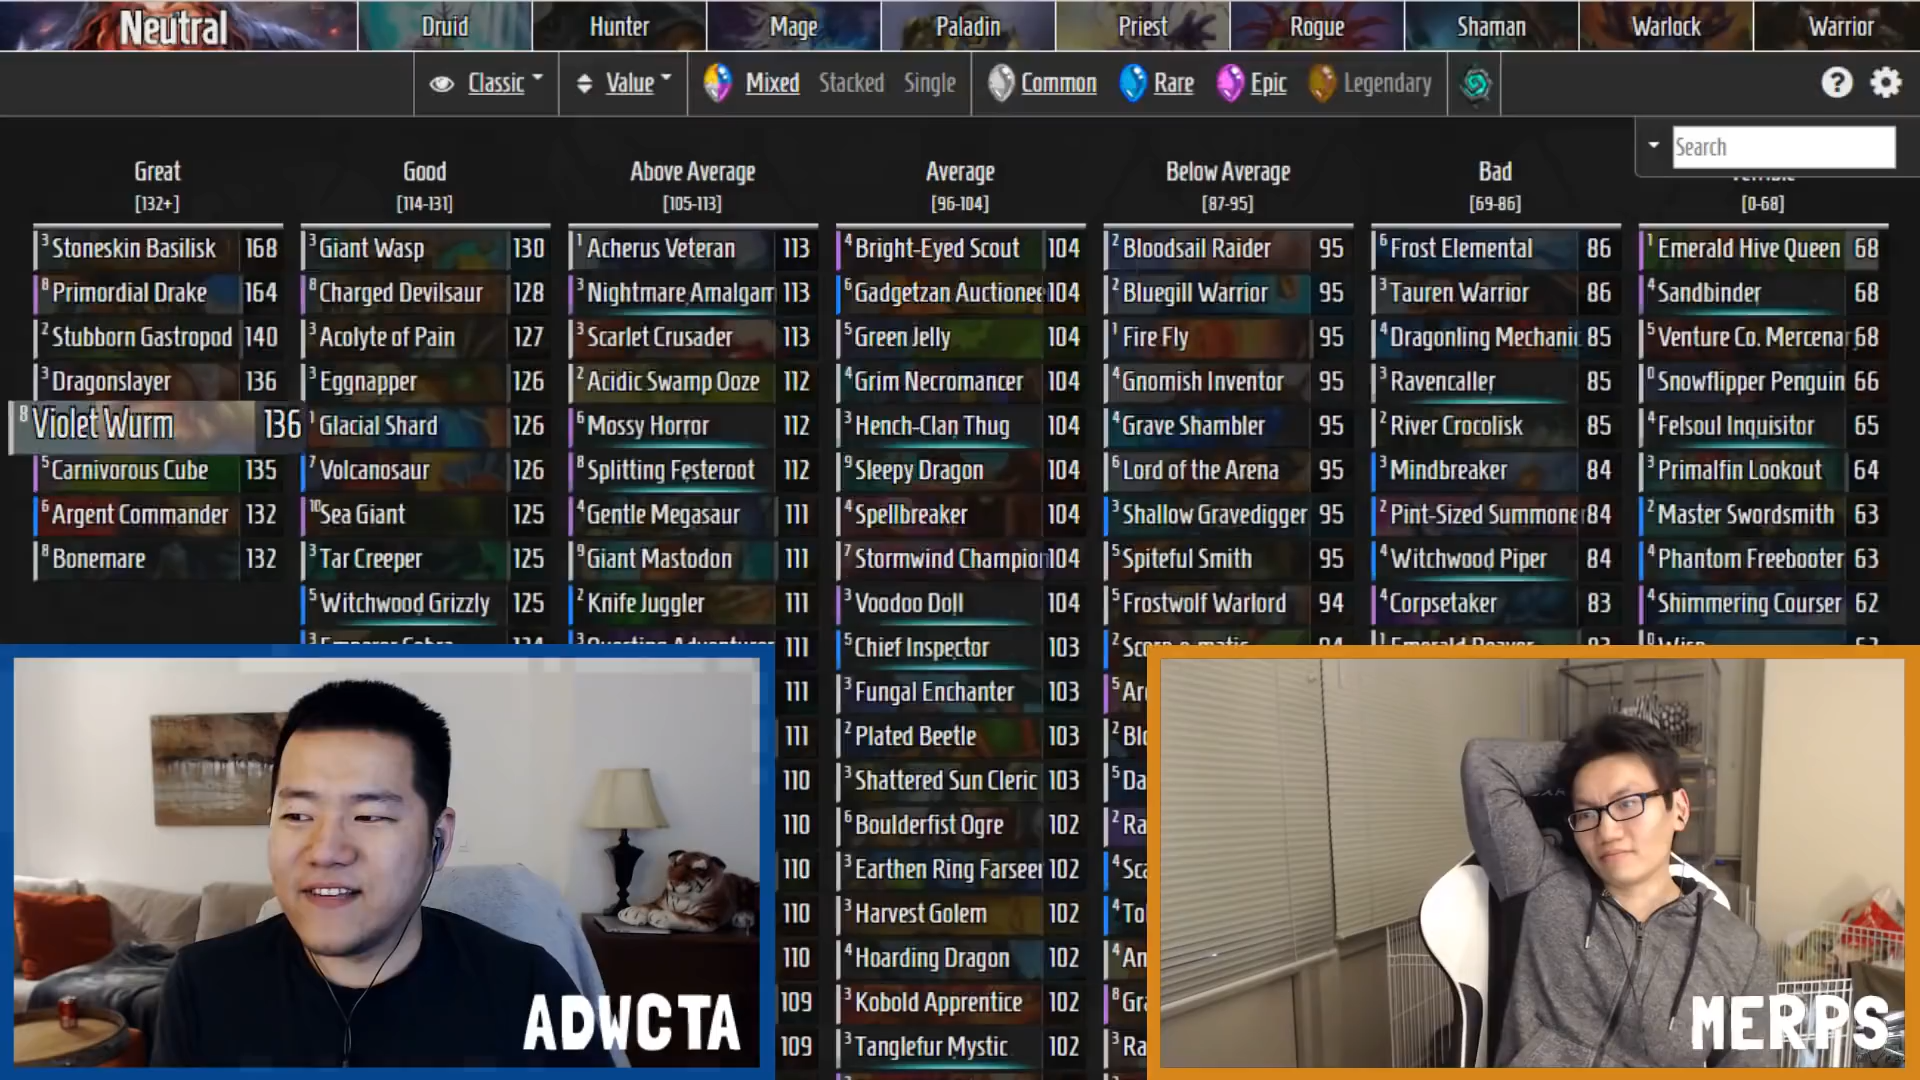 Neutral
Druid
Hunter
Mage
Paladin
Priest
Rogue
Shaman
Warlock
Warrior
Classic
Value
Mixed
Stacked
Single
Common
Rare
Epic
Legendary
?
Search
Great
[132+]
3 Stoneskin Basilisk 168
8 Primordial Drake 164
2 Stubborn Gastropod 140
3 Dragonslayer 136
8 Violet Wurm 136
5 Carnivorous Cube 135
6 Argent Commander 132
8 Bonemare 132
Good
[114-131]
3 Giant Wasp 130
8 Charged Devilsaur 128
3 Acolyte of Pain 127
3 Eggnapper 126
1 Glacial Shard 126
7 Volcanosaur 126
10 Sea Giant 125
3 Tar Creeper 125
5 Witchwood Grizzly 125
Above Average
[105-113]
1 Acherus Veteran 113
3 Nightmare Amalgam 113
3 Scarlet Crusader 113
2 Acidic Swamp Ooze 112
6 Mossy Horror 112
8 Splitting Festeroot 112
4 Gentle Megasaur 111
9 Giant Mastodon 111
2 Knife Juggler 111
111
111
111
110
110
110
110
109
109
Average
[96-104]
4 Bright-Eyed Scout 104
6 Gadgetzan Auctionee 104
5 Green Jelly 104
4 Grim Necromancer 104
3 Hench-Clan Thug 104
9 Sleepy Dragon 104
4 Spellbreaker 104
7 Stormwind Champion 104
3 Voodoo Doll 104
5 Chief Inspector 103
3 Fungal Enchanter 103
2 Plated Beetle 103
3 Shattered Sun Cleric 103
6 Boulderfist Ogre 102
3 Earthen Ring Farseer 102
3 Harvest Golem 102
4 Hoarding Dragon 102
3 Kobold Apprentice 102
3 Tanglefur Mystic 102
Below Average
[87-95]
2 Bloodsail Raider 95
2 Bluegill Warrior 95
1 Fire Fly 95
4 Gnomish Inventor 95
4 Grave Shambler 95
6 Lord of the Arena 95
3 Shallow Gravedigger 95
5 Spiteful Smith 95
5 Frostwolf Warlord 94
5 Ar
2 Blo
5 Da
2 Ra
4 Sca
4 To
4 An
8 Gra
3 Ra
Bad
[69-86]
6 Frost Elemental 86
3 Tauren Warrior 86
4 Dragonling Mechanic 85
3 Ravencaller 85
2 River Crocolisk 85
3 Mindbreaker 84
2 Pint-Sized Summone 84
4 Witchwood Piper 84
4 Corpsetaker 83
[0-68]
1 Emerald Hive Queen 68
4 Sandbinder 68
5 Venture Co. Mercenar 68
0 Snowflipper Penguin 66
4 Felsoul Inquisitor 65
3 Primalfin Lookout 64
2 Master Swordsmith 63
4 Phantom Freebooter 63
4 Shimmering Courser 62
ADWCTA
MERPS